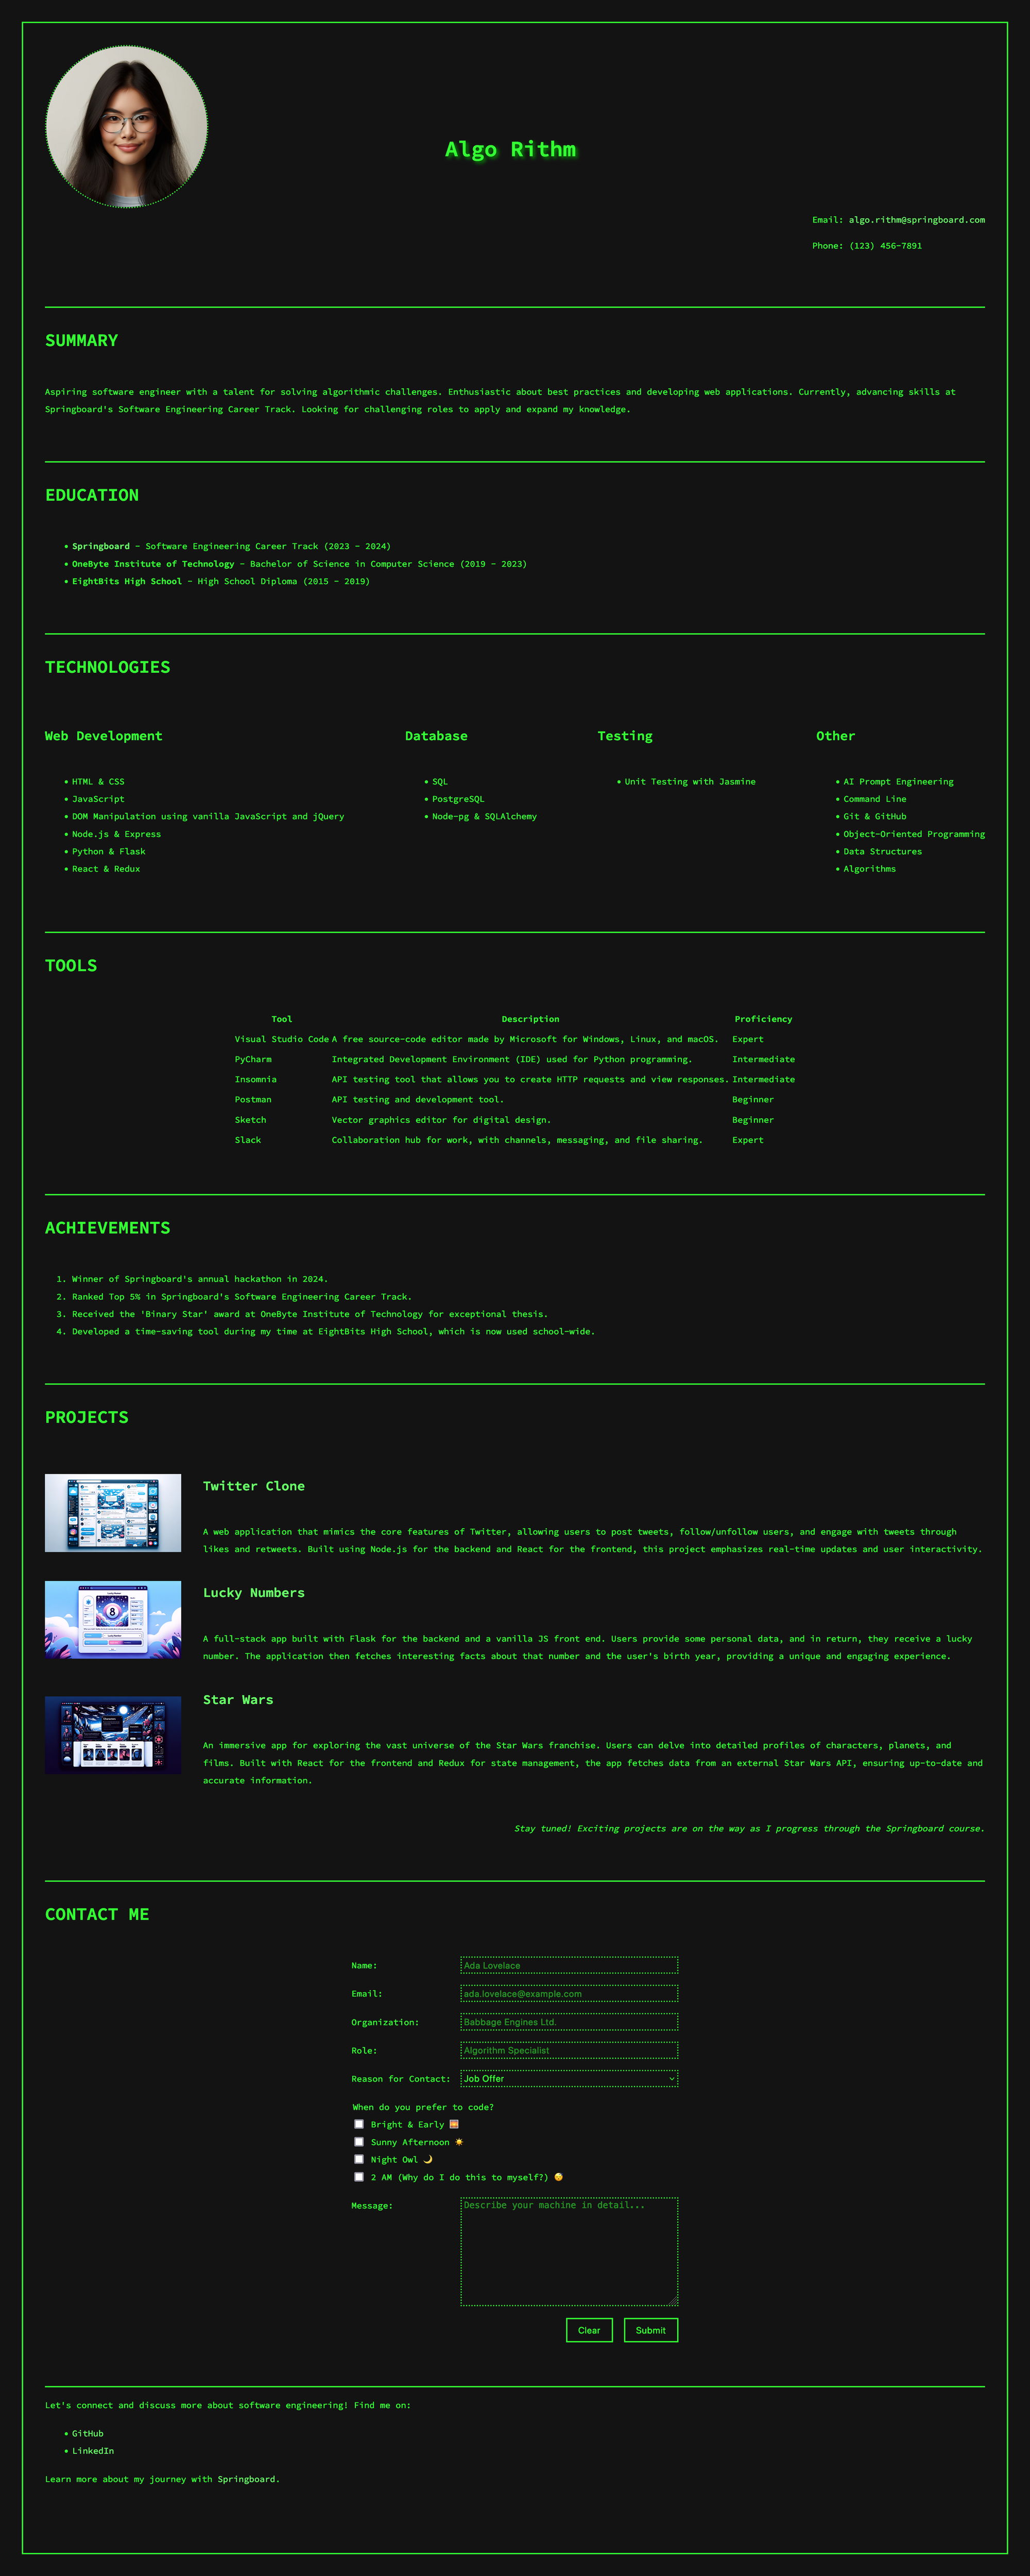 Algo Rithm
Email: algo.rithm@springboard.com
Phone: (123) 456-7891
SUMMARY
Aspiring software engineer with a talent for solving algorithmic challenges. Enthusiastic about best practices and developing web applications. Currently, advancing skills at
Springboard's Software Engineering Career Track. Looking for challenging roles to apply and expand my knowledge.
EDUCATION
• Springboard - Software Engineering Career Track (2023 - 2024)
• OneByte Institute of Technology - Bachelor of Science in Computer Science (2019 - 2023)
• EightBits High School - High School Diploma (2015 - 2019)
TECHNOLOGIES
Web Development
• HTML & CSS
• JavaScript
• DOM Manipulation using vanilla JavaScript and jQuery
• Node.js & Express
• Python & Flask
• React & Redux
Database
• SQL
• PostgreSQL
• Node-pg & SQLAlchemy
Testing
• Unit Testing with Jasmine
Other
• AI Prompt Engineering
• Command Line
• Git & GitHub
• Object-Oriented Programming
• Data Structures
• Algorithms
TOOLS
Tool Description Proficiency
Visual Studio Code A free source-code editor made by Microsoft for Windows, Linux, and macOS. Expert
PyCharm Integrated Development Environment (IDE) used for Python programming. Intermediate
Insomnia API testing tool that allows you to create HTTP requests and view responses. Intermediate
Postman API testing and development tool. Beginner
Sketch Vector graphics editor for digital design. Beginner
Slack Collaboration hub for work, with channels, messaging, and file sharing. Expert
ACHIEVEMENTS
1. Winner of Springboard's annual hackathon in 2024.
2. Ranked Top 5% in Springboard's Software Engineering Career Track.
3. Received the 'Binary Star' award at OneByte Institute of Technology for exceptional thesis.
4. Developed a time-saving tool during my time at EightBits High School, which is now used school-wide.
PROJECTS
Twitter Clone
A web application that mimics the core features of Twitter, allowing users to post tweets, follow/unfollow users, and engage with tweets through
likes and retweets. Built using Node.js for the backend and React for the frontend, this project emphasizes real-time updates and user interactivity.
8
Lucky Numbers
A full-stack app built with Flask for the backend and a vanilla JS front end. Users provide some personal data, and in return, they receive a lucky
number. The application then fetches interesting facts about that number and the user's birth year, providing a unique and engaging experience.
Star Wars
An immersive app for exploring the vast universe of the Star Wars franchise. Users can delve into detailed profiles of characters, planets, and
films. Built with React for the frontend and Redux for state management, the app fetches data from an external Star Wars API, ensuring up-to-date and
accurate information.
Stay tuned! Exciting projects are on the way as I progress through the Springboard course.
CONTACT ME
Name: Ada Lovelace
Email: ada.lovelace@example.com
Organization: Babbage Engines Ltd.
Role: Algorithm Specialist
Reason for Contact: Job Offer
When do you prefer to code?
Bright & Early 🌅
Sunny Afternoon ☀️
Night Owl 🌙
2 AM (Why do I do this to myself?) 😴
Message: Describe your machine in detail...
Clear Submit
Let's connect and discuss more about software engineering! Find me on:
• GitHub
• LinkedIn
Learn more about my journey with Springboard.